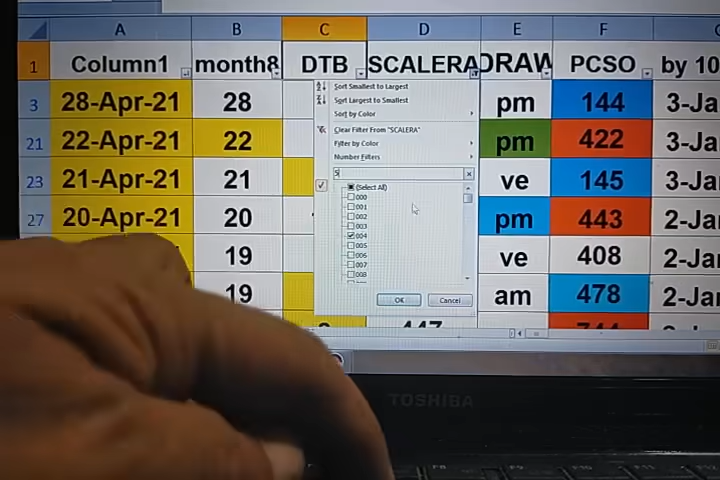 A B C D E F
1 Column1 month8 DTB SCALERA DRAW PCSO by 10
3 28-Apr-21 28 pm 144 3-Ja
21 22-Apr-21 22 pm 422 3-Ja
23 21-Apr-21 21 ve 145 3-Ja
27 20-Apr-21 20 pm 443 2-Ja
19 ve 408 2-Ja
19 am 478 2-Jan
Sort Smallest to Largest
Sort Largest to Smallest
Sort by Color
Clear Filter From "SCALERA"
Filter by Color
Number Filters
5
(Select All)
000
001
002
003
004
005
006
007
008
OK Cancel
TOSHIBA